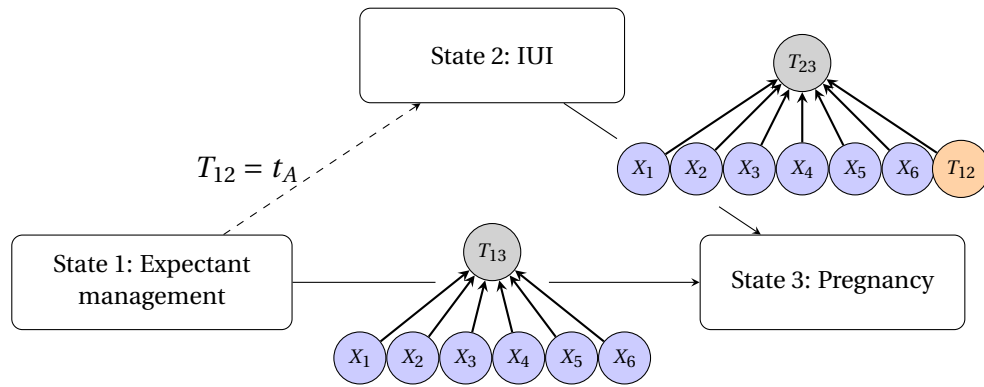 State 2: IUI
T₂₃
X₁ X₂ X₃ X₄ X₅ X₆ T₁₂
T₁₂ = t_A
State 1: Expectant
management
T₁₃
State 3: Pregnancy
X₁ X₂ X₃ X₄ X₅ X₆